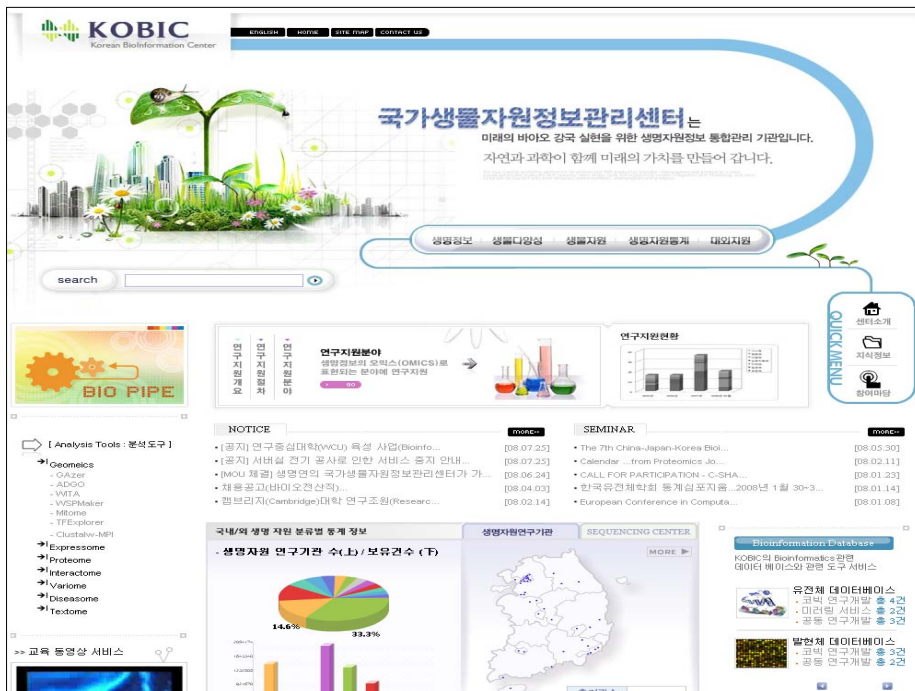 KOBIC
Korean BioInformation Center
ENGLISH HOME SITE MAP CONTACT US
국가생물자원정보관리센터는
미래의 바아오 강국 실현을 위한 생명자원정보 통합관리 기관입니다.
자연과 과학이 함께 미래의 가치를 만들어 갑니다.
생명정보 생물다양성 생물자원 생명자원통계 대외지원
search
QUICK MENU
센터소개
지식정보
참여마당
BIO PIPE
연구지원개요
연구지원절차
연구지원분야
연구지원분야
생명정보의 오믹스(OMICS)로
표현되는 분야에 연구지원
GO
연구지원현황
[ Analysis Tools : 분석도구 ]
Geomeics
- GAzer
- ADGO
- WITA
- WSPMaker
- Mitome
- TFExplorer
- Clustalw-MPI
Expressome
Proteome
Interactome
Variome
Diseasome
Textome
>> 교육 동영상 서비스
NOTICE
more
• [공지] 연구중심대학(WCU) 육성 사업(Bioinfo... [08.07.25]
• [공지] 서버실 전기 공사로 인한 서비스 중지 안내... [08.07.25]
• [MOU 체결] 생명연의 국가생물자원정보관리센터가 가... [08.06.24]
• 채용공고(바이오전산직)... [08.04.03]
• 캠브리지(Cambridge)대학 연구조원(Researc... [08.02.14]
SEMINAR
more
• The 7th China-Japan-Korea Bioi... [08.05.30]
• Calendar ...from Proteomics Jo... [08.02.11]
• CALL FOR PARTICIPATION - C-SHA... [08.01.23]
• 한국유전체학회 동계심포지움...2008년 1월 30~3... [08.01.14]
• European Conference in Computa... [08.01.08]
국내/외 생명 자원 분류별 통계 정보
- 생명자원 연구기관 수(上) / 보유건수 (下)
14.6%
33.3%
생명자원연구기관
SEQUENCING CENTER
MORE
Bioinformation Database
KOBIC의 Bioinformatics관련
데이터 베이스와 관련 도구 서비스
유전체 데이터베이스
• 코빅 연구개발 총 4건
• 미러링 서비스 총 2건
• 공동 연구개발 총 3건
발현체 데이터베이스
• 코빅 연구개발 총 3건
• 공동 연구개발 총 2건